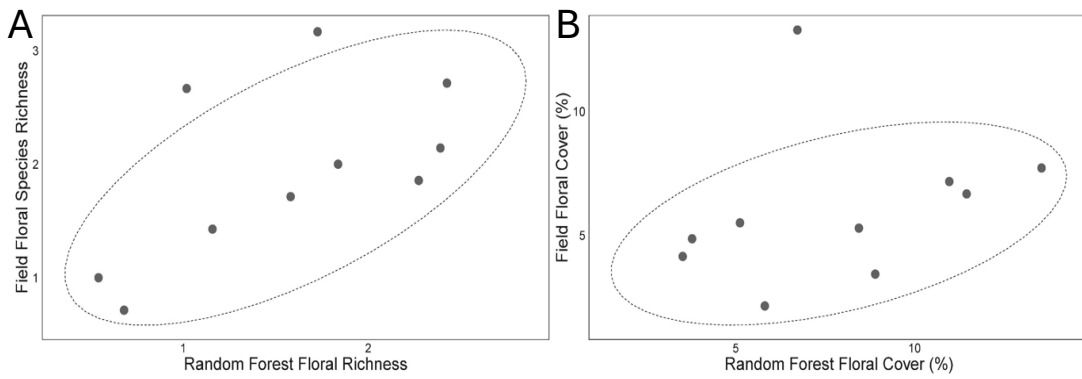 A
Field Floral Species Richness
3
2
1
1
2
Random Forest Floral Richness
B
Field Floral Cover (%)
10
5
5
10
Random Forest Floral Cover (%)